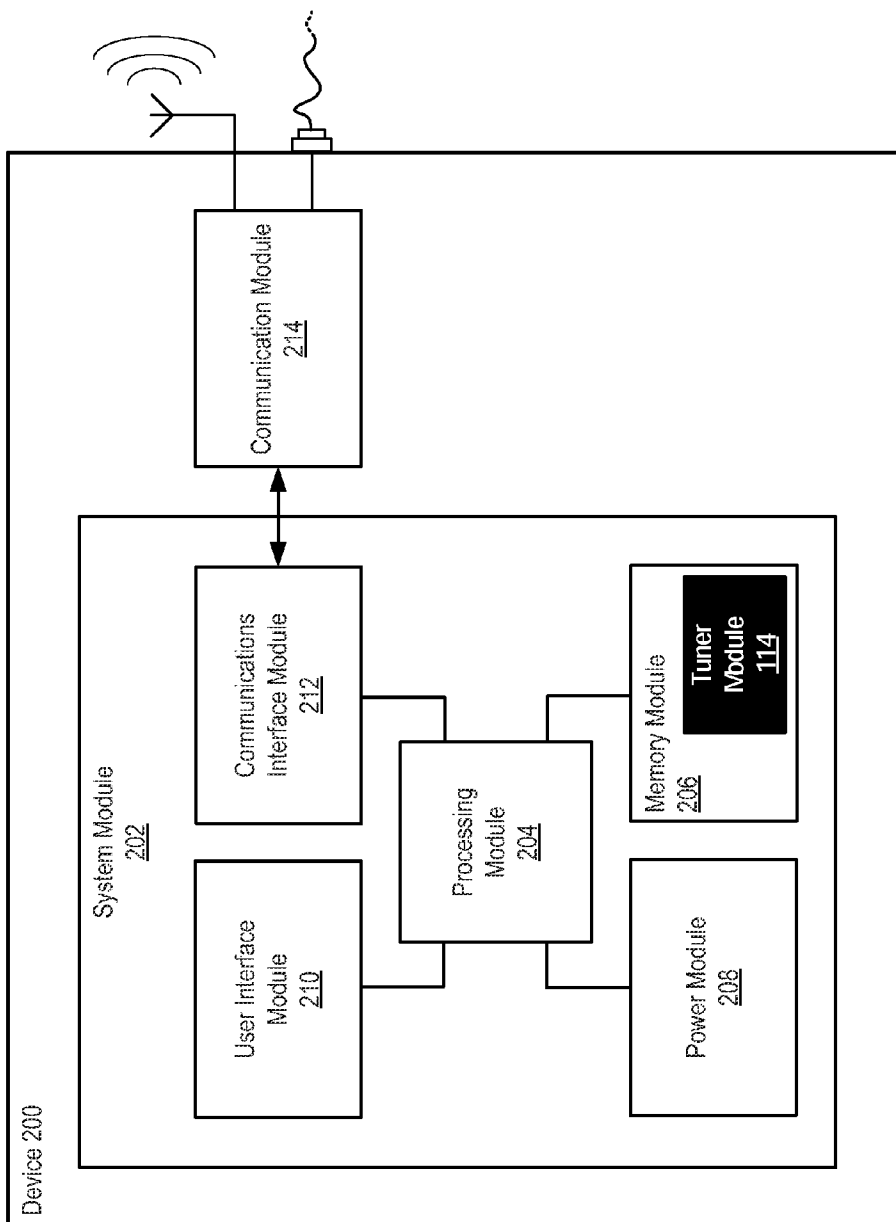 Device 200
System Module
202
User Interface
Module
210
Communications
Interface Module
212
Communication Module
214
Processing
Module
204
Power Module
208
Memory Module
206
Tuner
Module
114